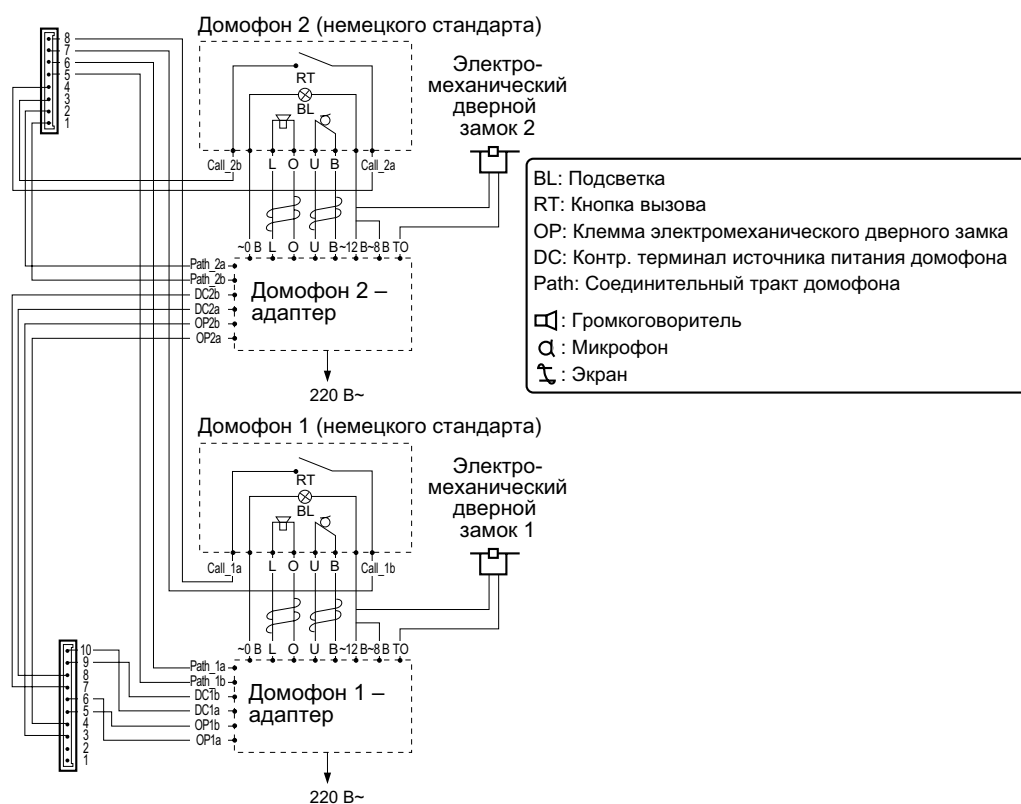 Домофон 2 (немецкого стандарта)
8
7
6
5
4
3
2
1
RT
BL
Электро-
механический
дверной
замок 2
Call_2b L O U B Call_2a
~0 В L O U B ~12 В ~8 В TO
Path_2a
Path_2b
DC2b
DC2a
OP2b
OP2a
Домофон 2 –
адаптер
220 В~
BL: Подсветка
RT: Кнопка вызова
OP: Клемма электромеханического дверного замка
DC: Контр. терминал источника питания домофона
Path: Соединительный тракт домофона
: Громкоговоритель
: Микрофон
: Экран
Домофон 1 (немецкого стандарта)
RT
BL
Электро-
механический
дверной
замок 1
Call_1a L O U B Call_1b
~0 В L O U B ~12 В ~8 В TO
10
9
8
7
6
5
4
3
2
1
Path_1a
Path_1b
DC1b
DC1a
OP1b
OP1a
Домофон 1 –
адаптер
220 В~